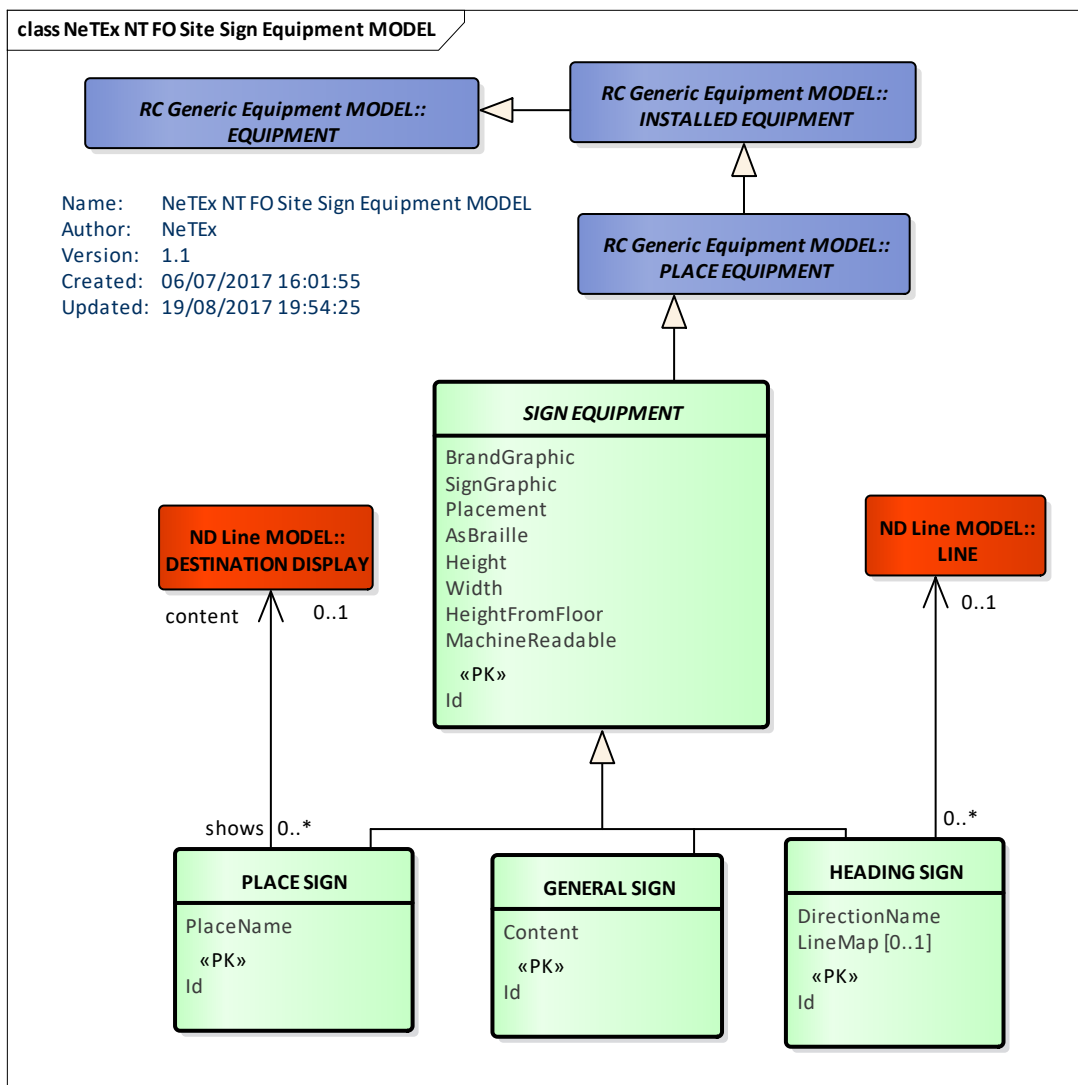 class NeTEx NT FO Site Sign Equipment MODEL
RC Generic Equipment MODEL::
EQUIPMENT
RC Generic Equipment MODEL::
INSTALLED EQUIPMENT
Name: NeTEx NT FO Site Sign Equipment MODEL
Author: NeTEx
Version: 1.1
Created: 06/07/2017 16:01:55
Updated: 19/08/2017 19:54:25
RC Generic Equipment MODEL::
PLACE EQUIPMENT
SIGN EQUIPMENT
BrandGraphic
SignGraphic
Placement
AsBraille
Height
Width
HeightFromFloor
MachineReadable
«PK»
Id
ND Line MODEL::
DESTINATION DISPLAY
content 0..1
ND Line MODEL::
LINE
0..1
shows 0..*
0..*
PLACE SIGN
PlaceName
«PK»
Id
GENERAL SIGN
Content
«PK»
Id
HEADING SIGN
DirectionName
LineMap [0..1]
«PK»
Id